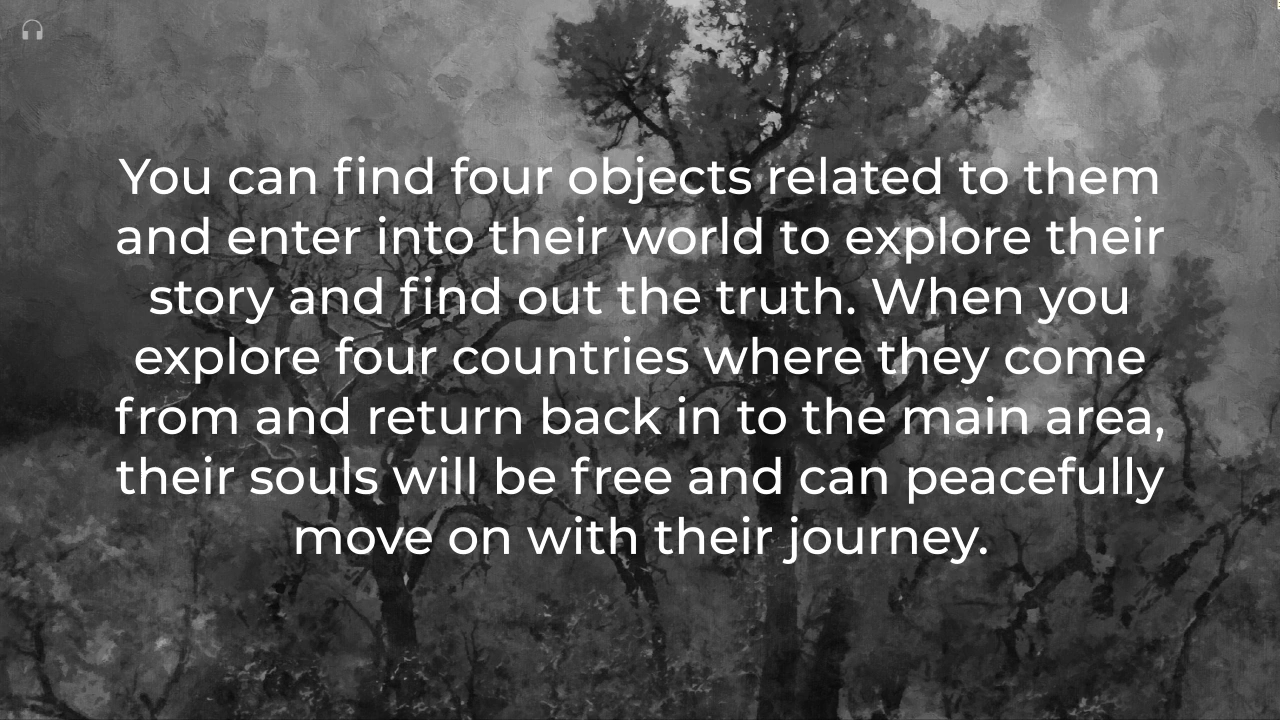 You can find four objects related to them
and enter into their world to explore their
story and find out the truth. When you
explore four countries where they come
from and return back in to the main area,
their souls will be free and can peacefully
move on with their journey.